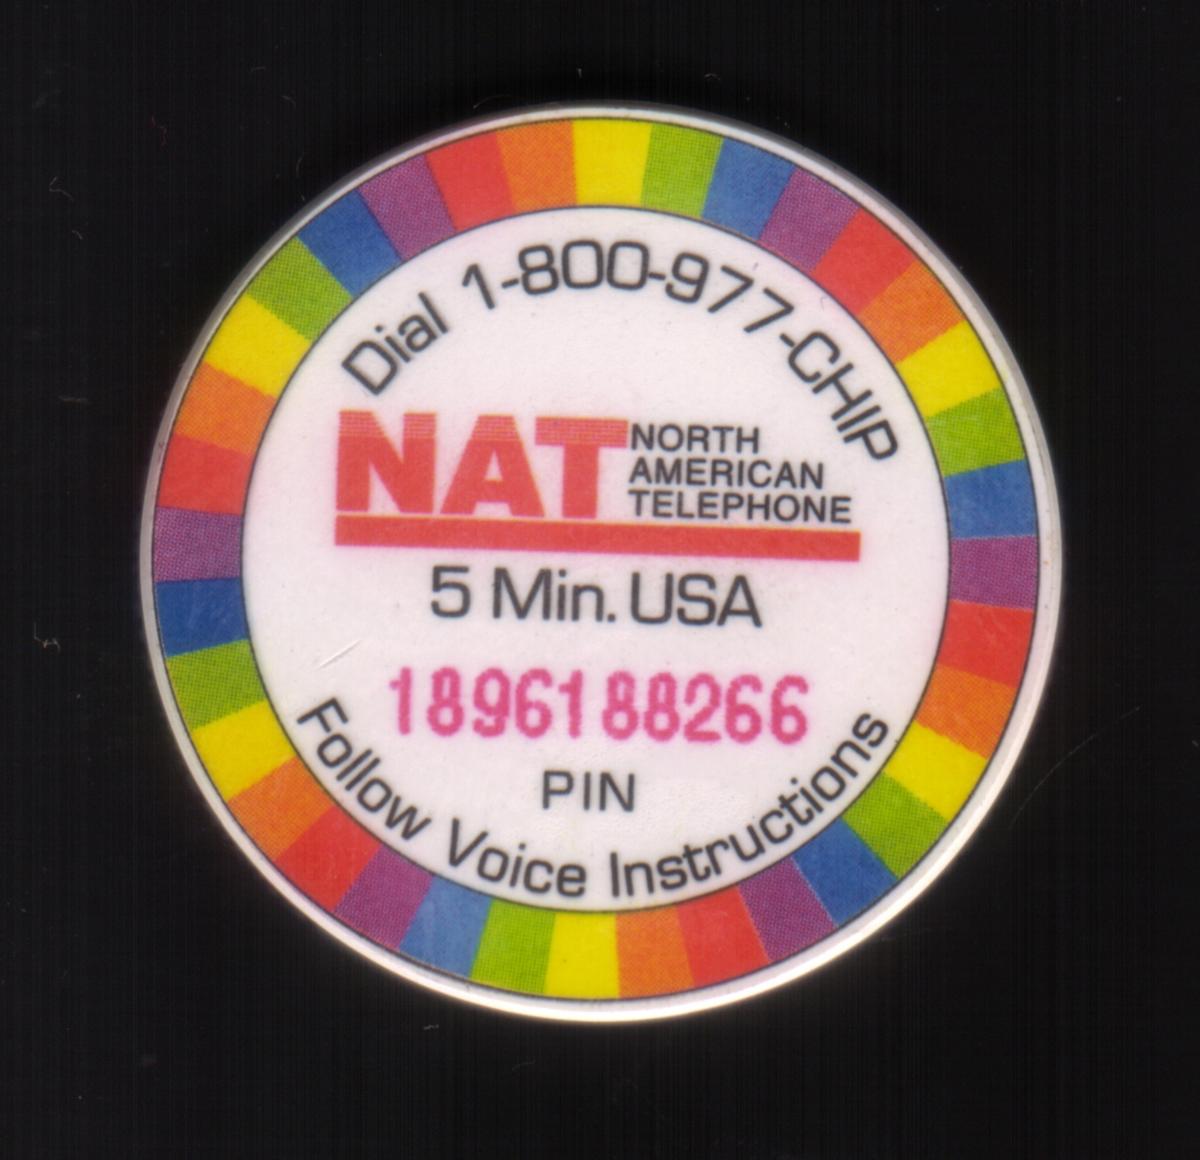 Dial 1-800-977-CHIP
NAT
NORTH
AMERICAN
TELEPHONE
5 Min. USA
1896188266
PIN
Follow Voice Instructions